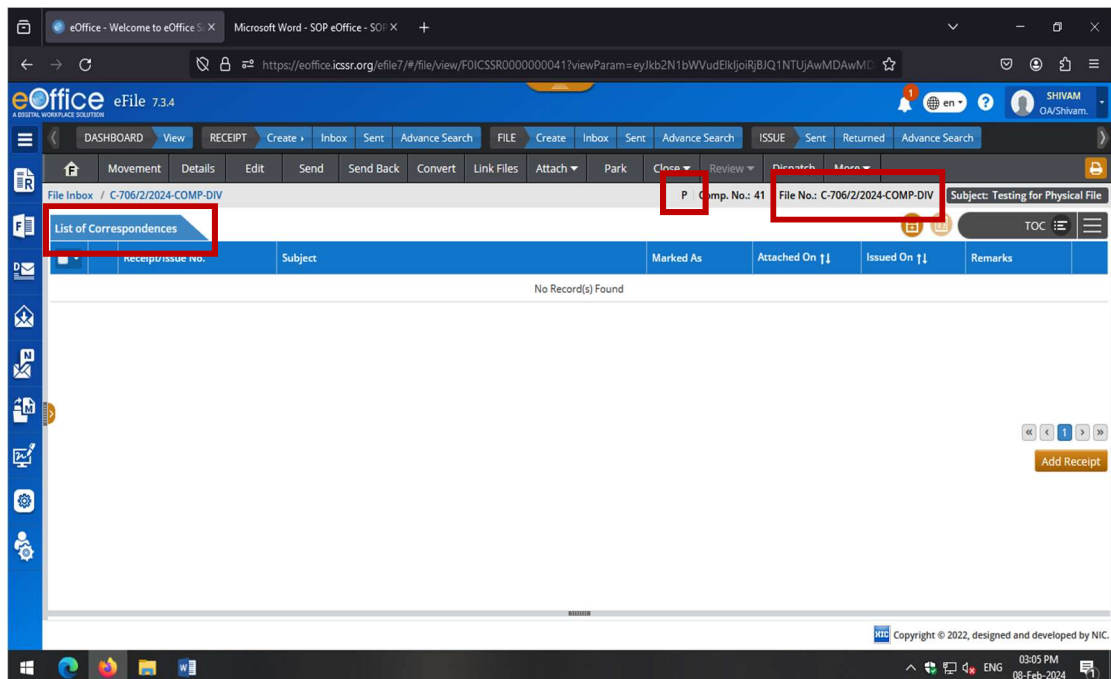 eOffice - Welcome to eOffice S
Microsoft Word - SOP eOffice - SOP
https://eoffice.icssr.org/efile7/#/file/view/F0ICSSR0000000041?viewParam=
eOffice eFile 7.3.4
A DIGITAL WORKPLACE SOLUTION
1
en
?
SHIVAM
OA/Shivam.
DASHBOARD View RECEIPT Create Inbox Sent Advance Search FILE Create Inbox Sent Advance Search ISSUE Sent Returned Advance Search
Movement Details Edit Send Send Back Convert Link Files Attach Park Close Review Dispatch More
File Inbox / C-706/2/2024-COMP-DIV
P Comp. No.: 41 File No.: C-706/2/2024-COMP-DIV Subject: Testing for Physical File
List of Correspondences
TOC
Receipt/Issue No. Subject Marked As Attached On Issued On Remarks
No Record(s) Found
« < 1 > »
Add Receipt
NIC Copyright © 2022, designed and developed by NIC.
ENG
03:05 PM
08-Feb-2024